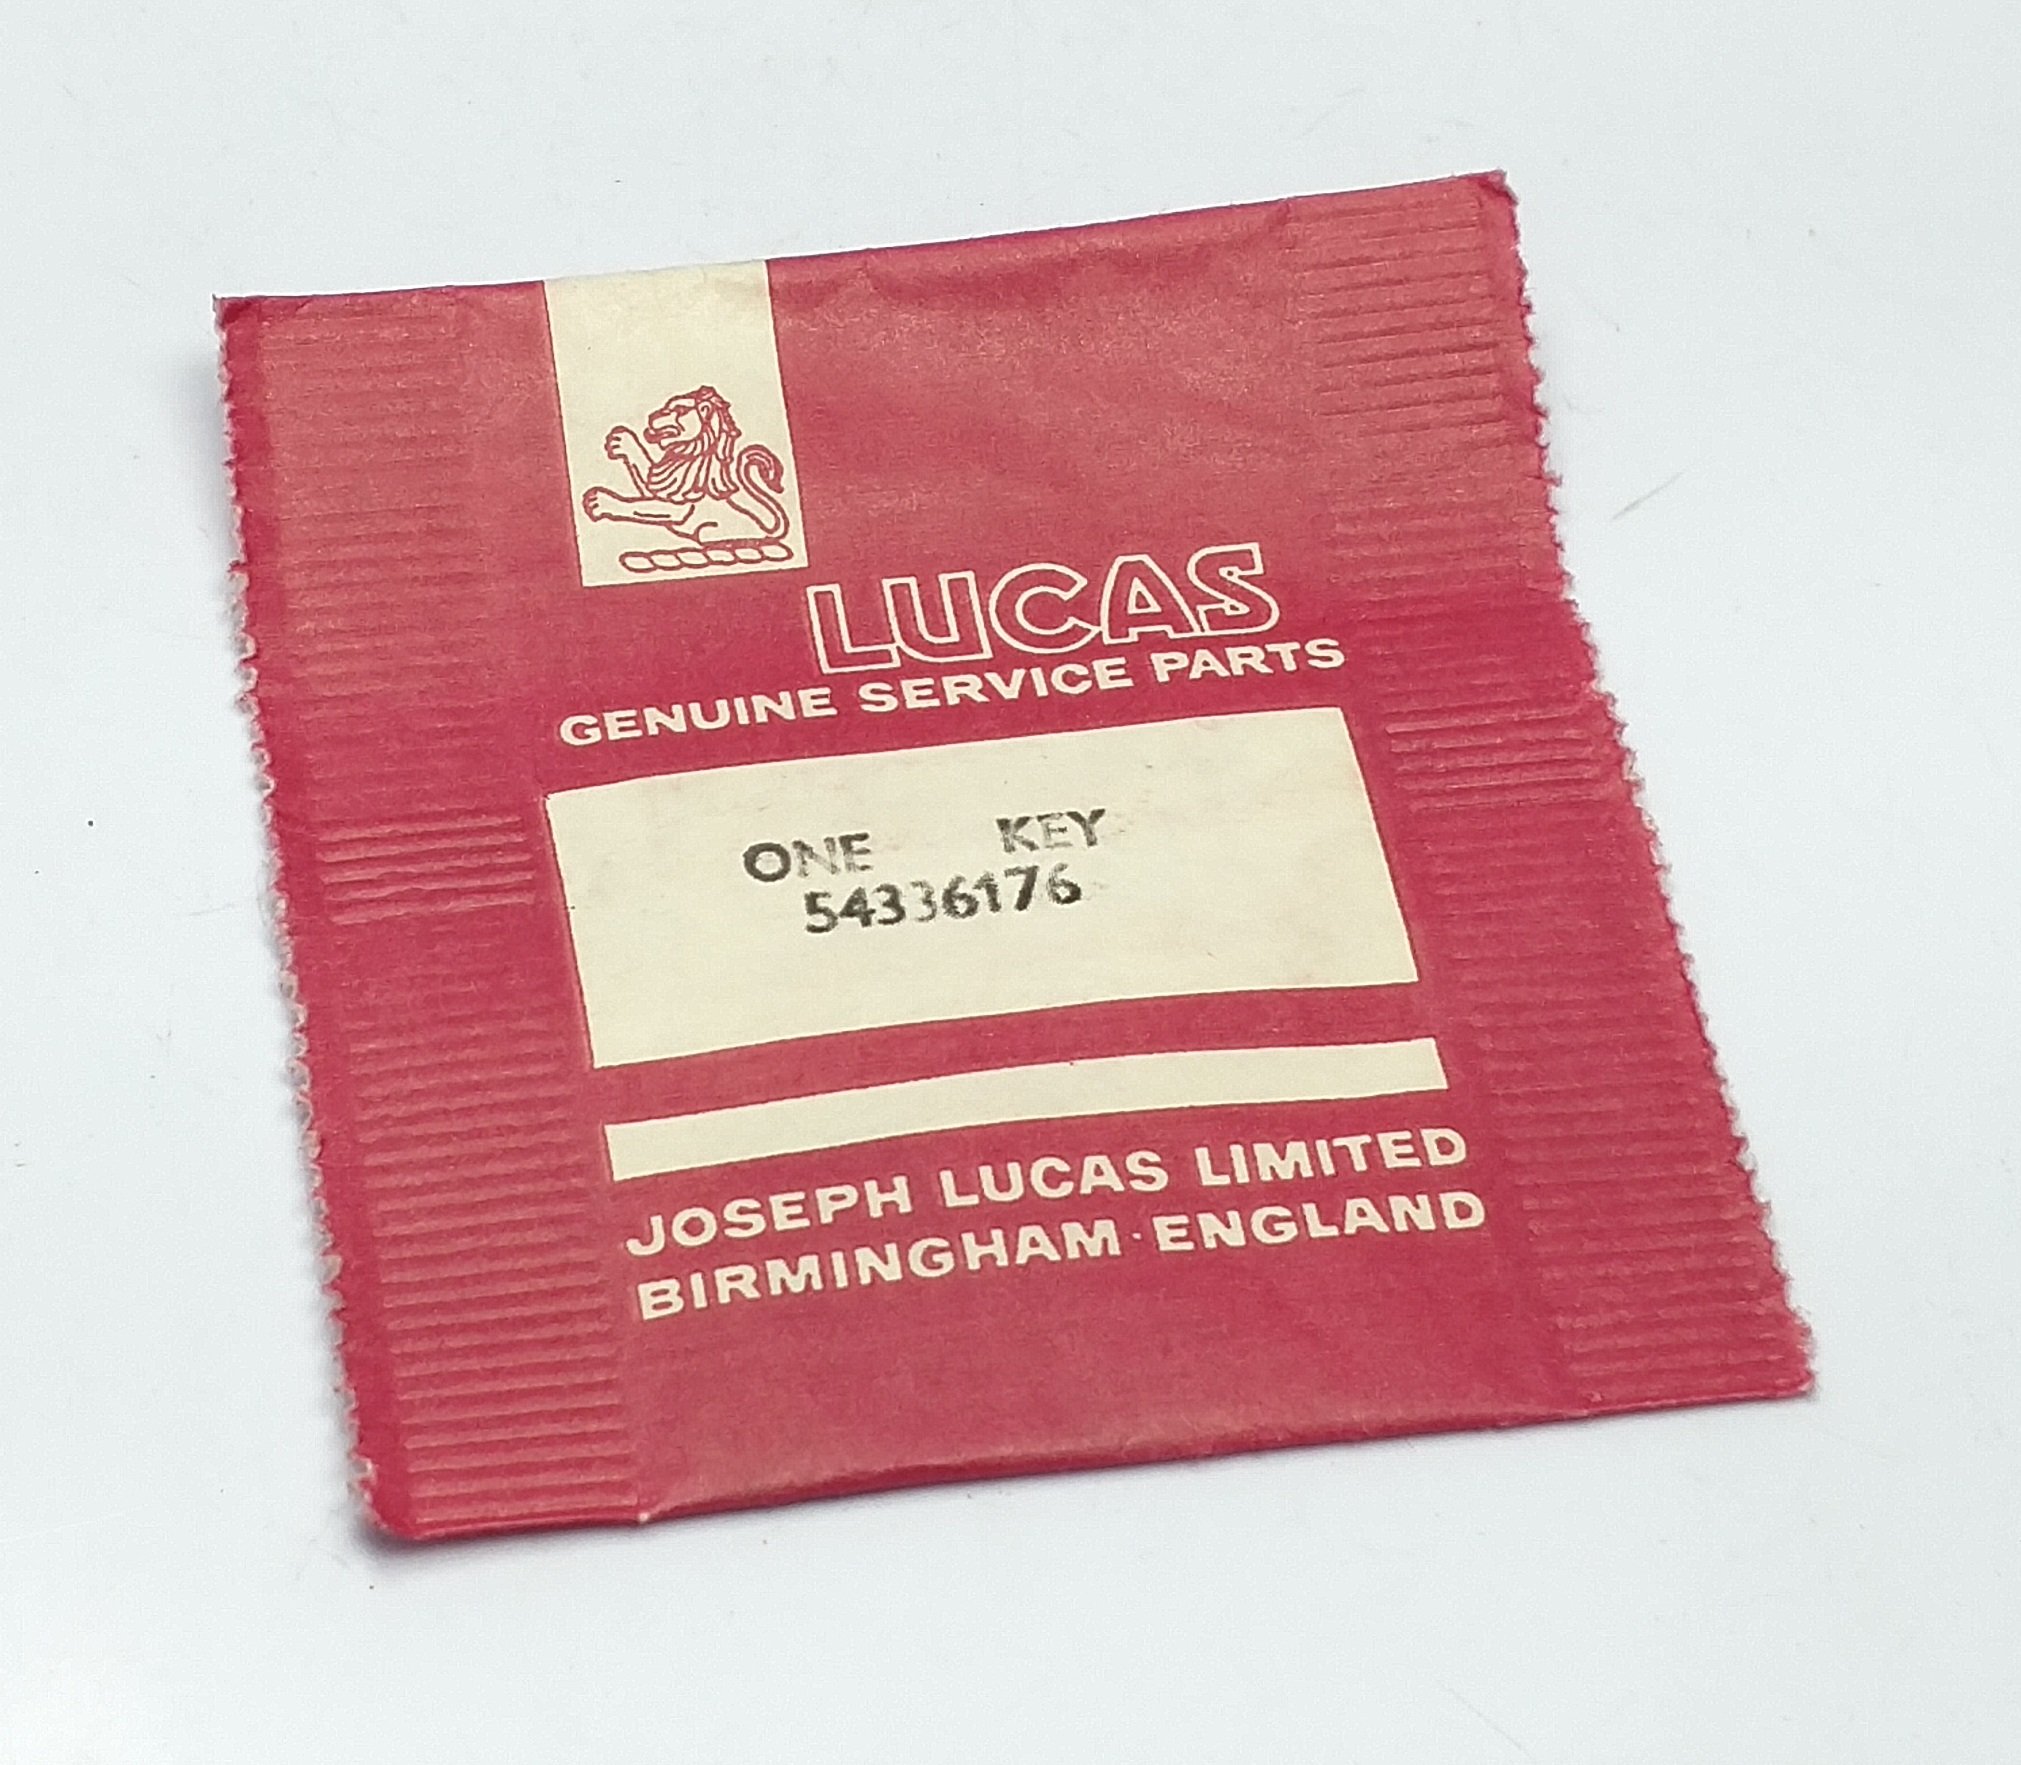 LUCAS
GENUINE SERVICE PARTS
ONE KEY
54336176
JOSEPH LUCAS LIMITED
BIRMINGHAM · ENGLAND